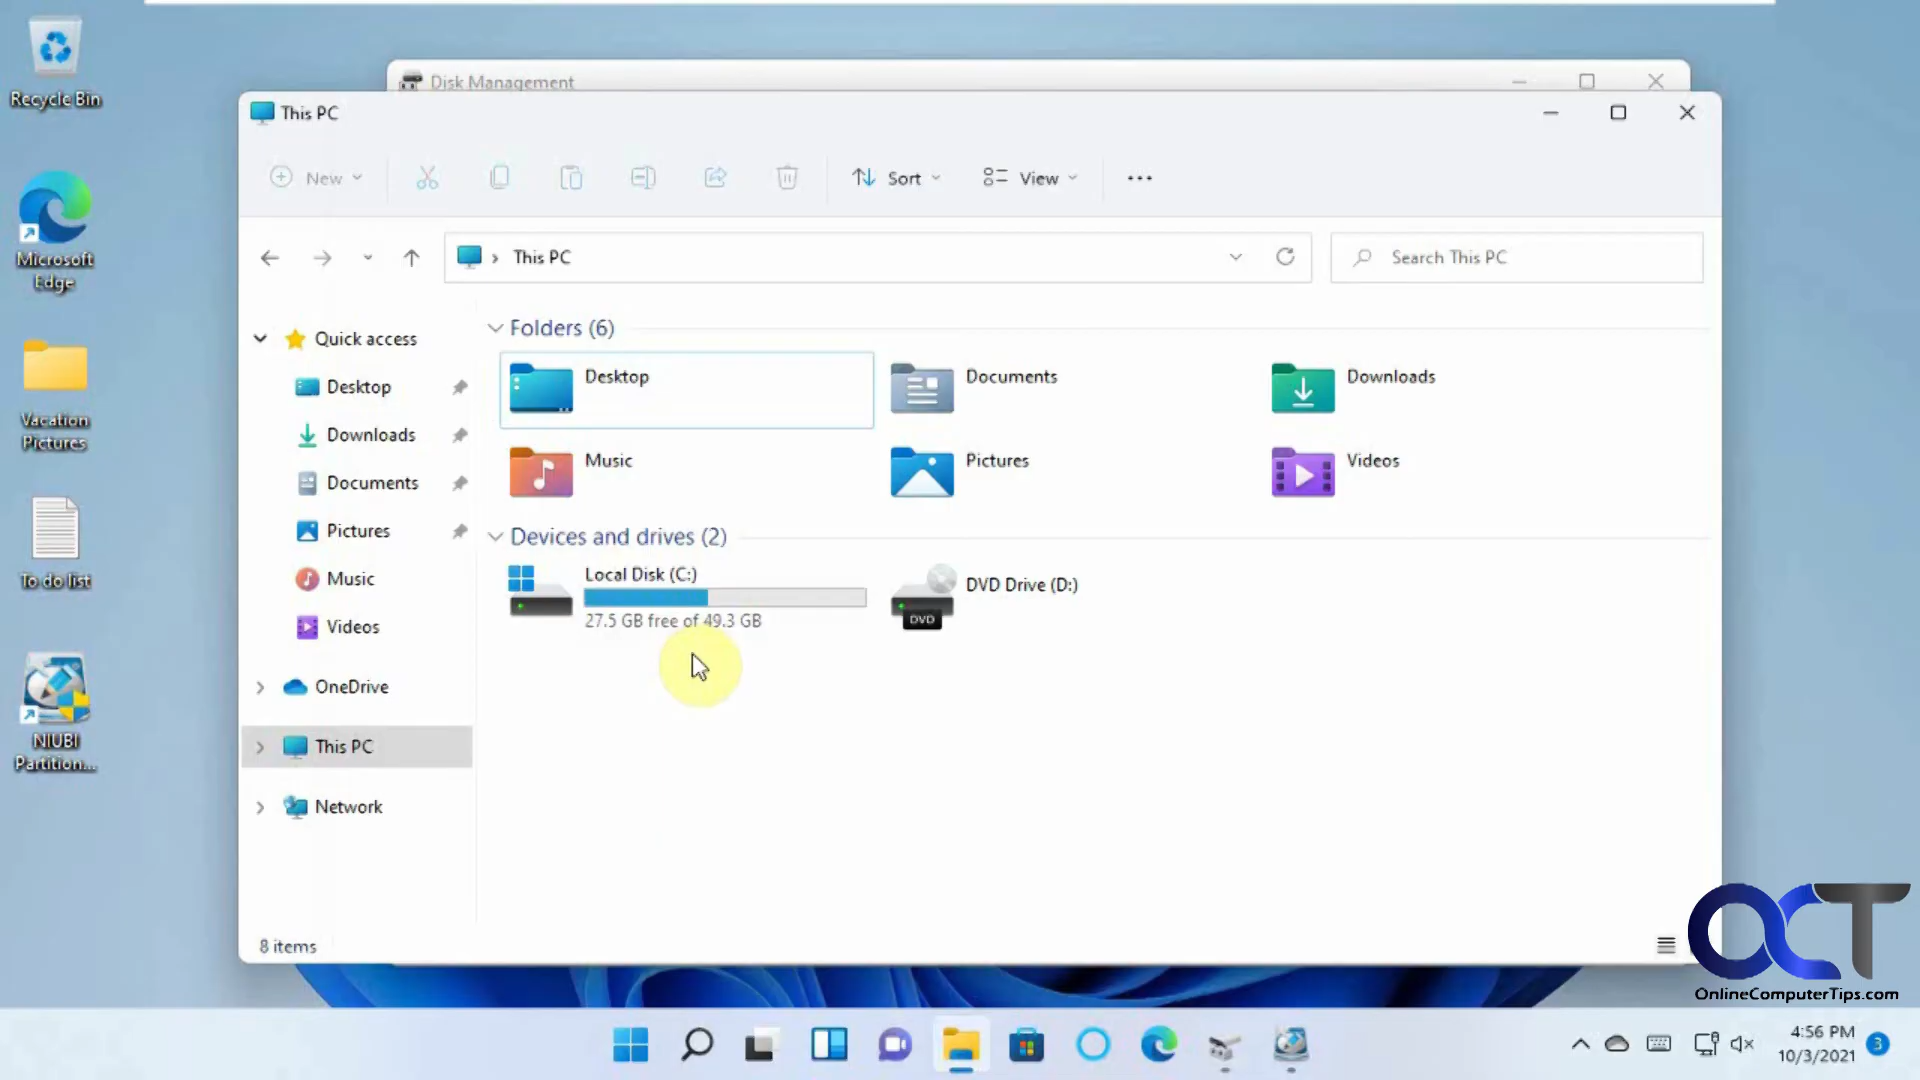 Recycle Bin
Microsoft
Edge
Vacation
Pictures
To do list
NIUBI
Partition...
Disk Management
This PC
New
Sort
View
This PC
Search This PC
Quick access
Desktop
Downloads
Documents
Pictures
Music
Videos
OneDrive
This PC
Network
Folders (6)
Desktop
Documents
Downloads
Music
Pictures
Videos
Devices and drives (2)
Local Disk (C:)
27.5 GB free of 49.3 GB
DVD
DVD Drive (D:)
8 items
OCT
OnlineComputerTips.com
4:56 PM
10/3/2021
3